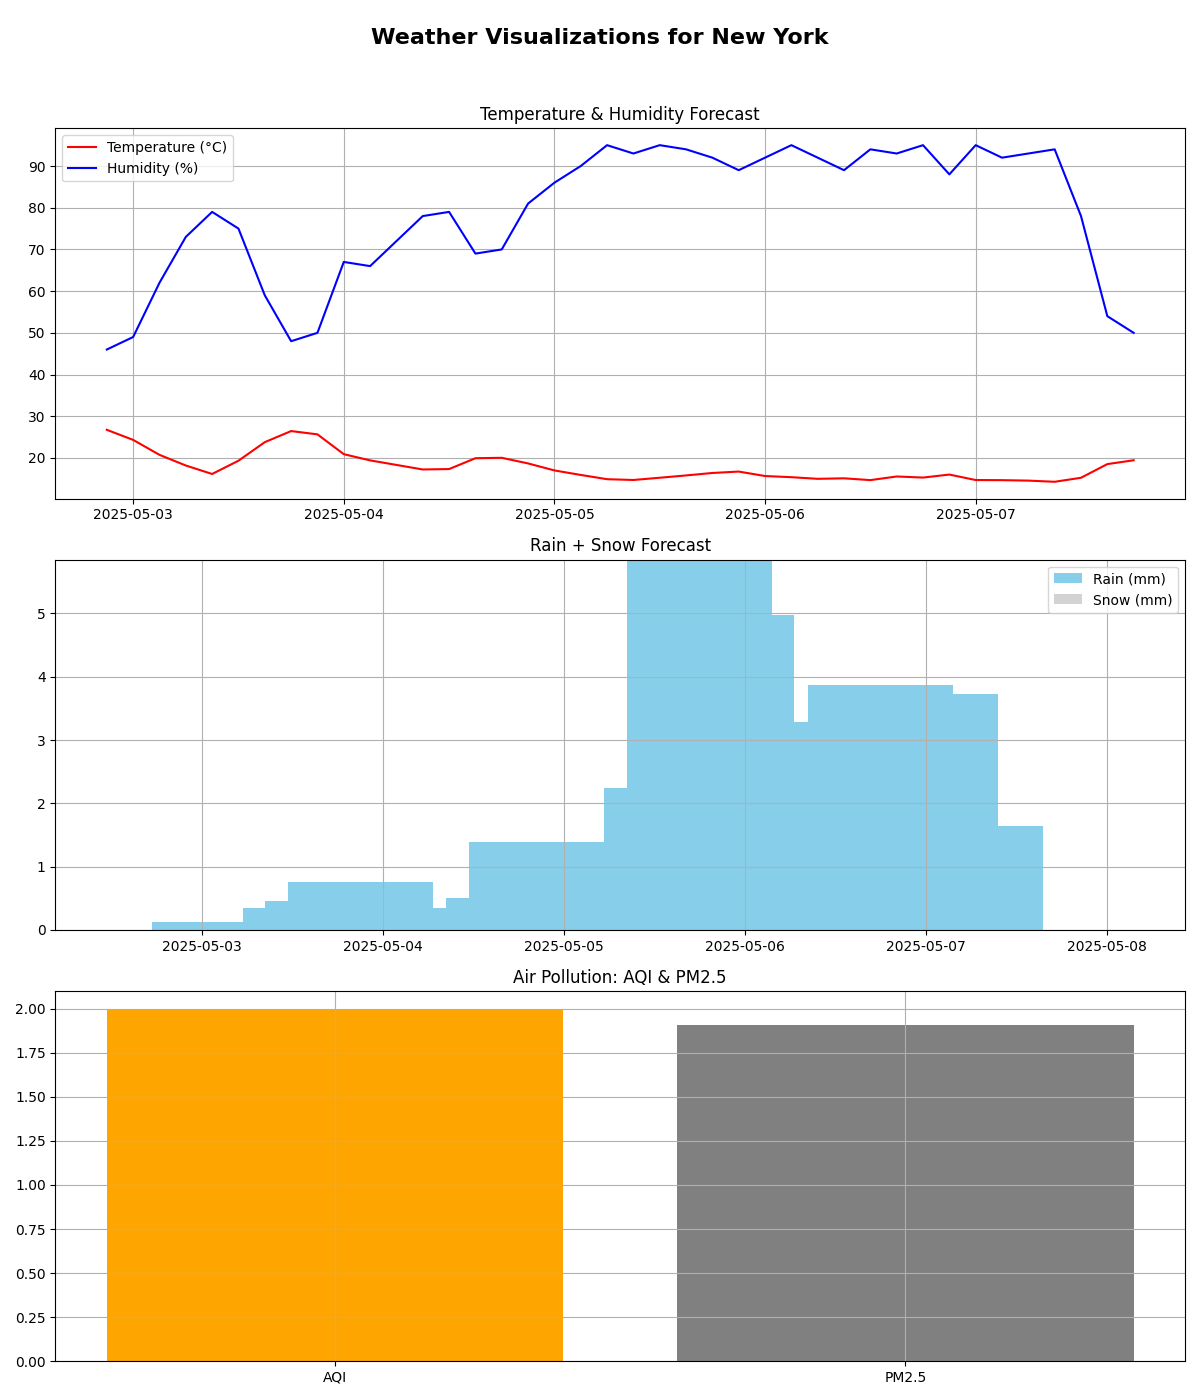 Weather Visualizations for New York
Temperature & Humidity Forecast
Temperature (°C)
Humidity (%)
90
80
70
60
50
40
30
20
2025-05-03 2025-05-04 2025-05-05 2025-05-06 2025-05-07
Rain + Snow Forecast
Rain (mm)
Snow (mm)
5
4
3
2
1
0
2025-05-03 2025-05-04 2025-05-05 2025-05-06 2025-05-07 2025-05-08
Air Pollution: AQI & PM2.5
2.00
1.75
1.50
1.25
1.00
0.75
0.50
0.25
0.00
AQI PM2.5